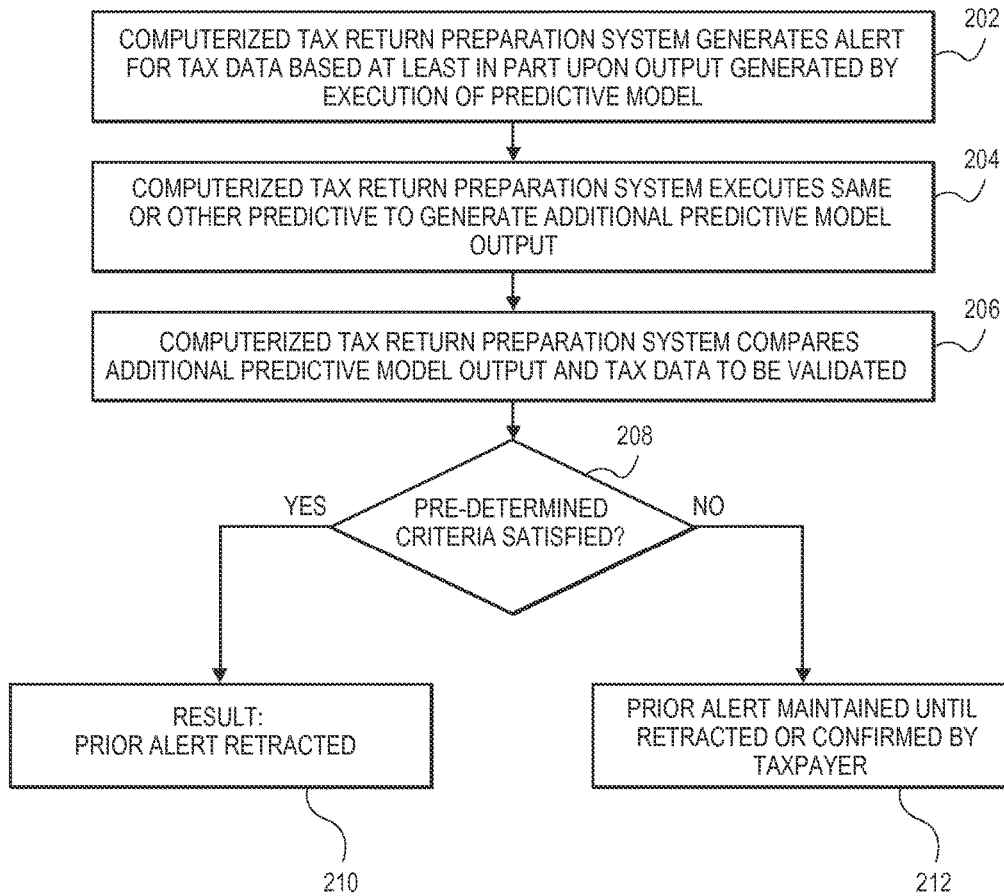 202
COMPUTERIZED TAX RETURN PREPARATION SYSTEM GENERATES ALERT
FOR TAX DATA BASED AT LEAST IN PART UPON OUTPUT GENERATED BY
EXECUTION OF PREDICTIVE MODEL
204
COMPUTERIZED TAX RETURN PREPARATION SYSTEM EXECUTES SAME
OR OTHER PREDICTIVE TO GENERATE ADDITIONAL PREDICTIVE MODEL
OUTPUT
206
COMPUTERIZED TAX RETURN PREPARATION SYSTEM COMPARES
ADDITIONAL PREDICTIVE MODEL OUTPUT AND TAX DATA TO BE VALIDATED
208
YES
PRE-DETERMINED
CRITERIA SATISFIED?
NO
RESULT:
PRIOR ALERT RETRACTED
PRIOR ALERT MAINTAINED UNTIL
RETRACTED OR CONFIRMED BY
TAXPAYER
210
212